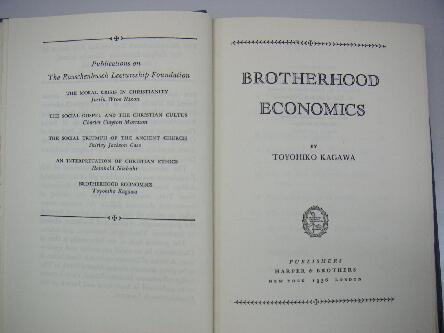 Publications on
The Rauschenbusch Lectureship Foundation
THE MORAL CRISIS IN CHRISTIANITY
Justin Wroe Nixon
THE SOCIAL GOSPEL AND THE CHRISTIAN CULTUS
Charles Clayton Morrison
THE SOCIAL TRIUMPH OF THE ANCIENT CHURCH
Shirley Jackson Case
AN INTERPRETATION OF CHRISTIAN ETHICS
Reinhold Niebuhr
BROTHERHOOD ECONOMICS
Toyohiko Kagawa
BROTHERHOOD
ECONOMICS
BY
TOYOHIKO KAGAWA
PUBLISHERS
HARPER & BROTHERS
NEW YORK 1936 LONDON